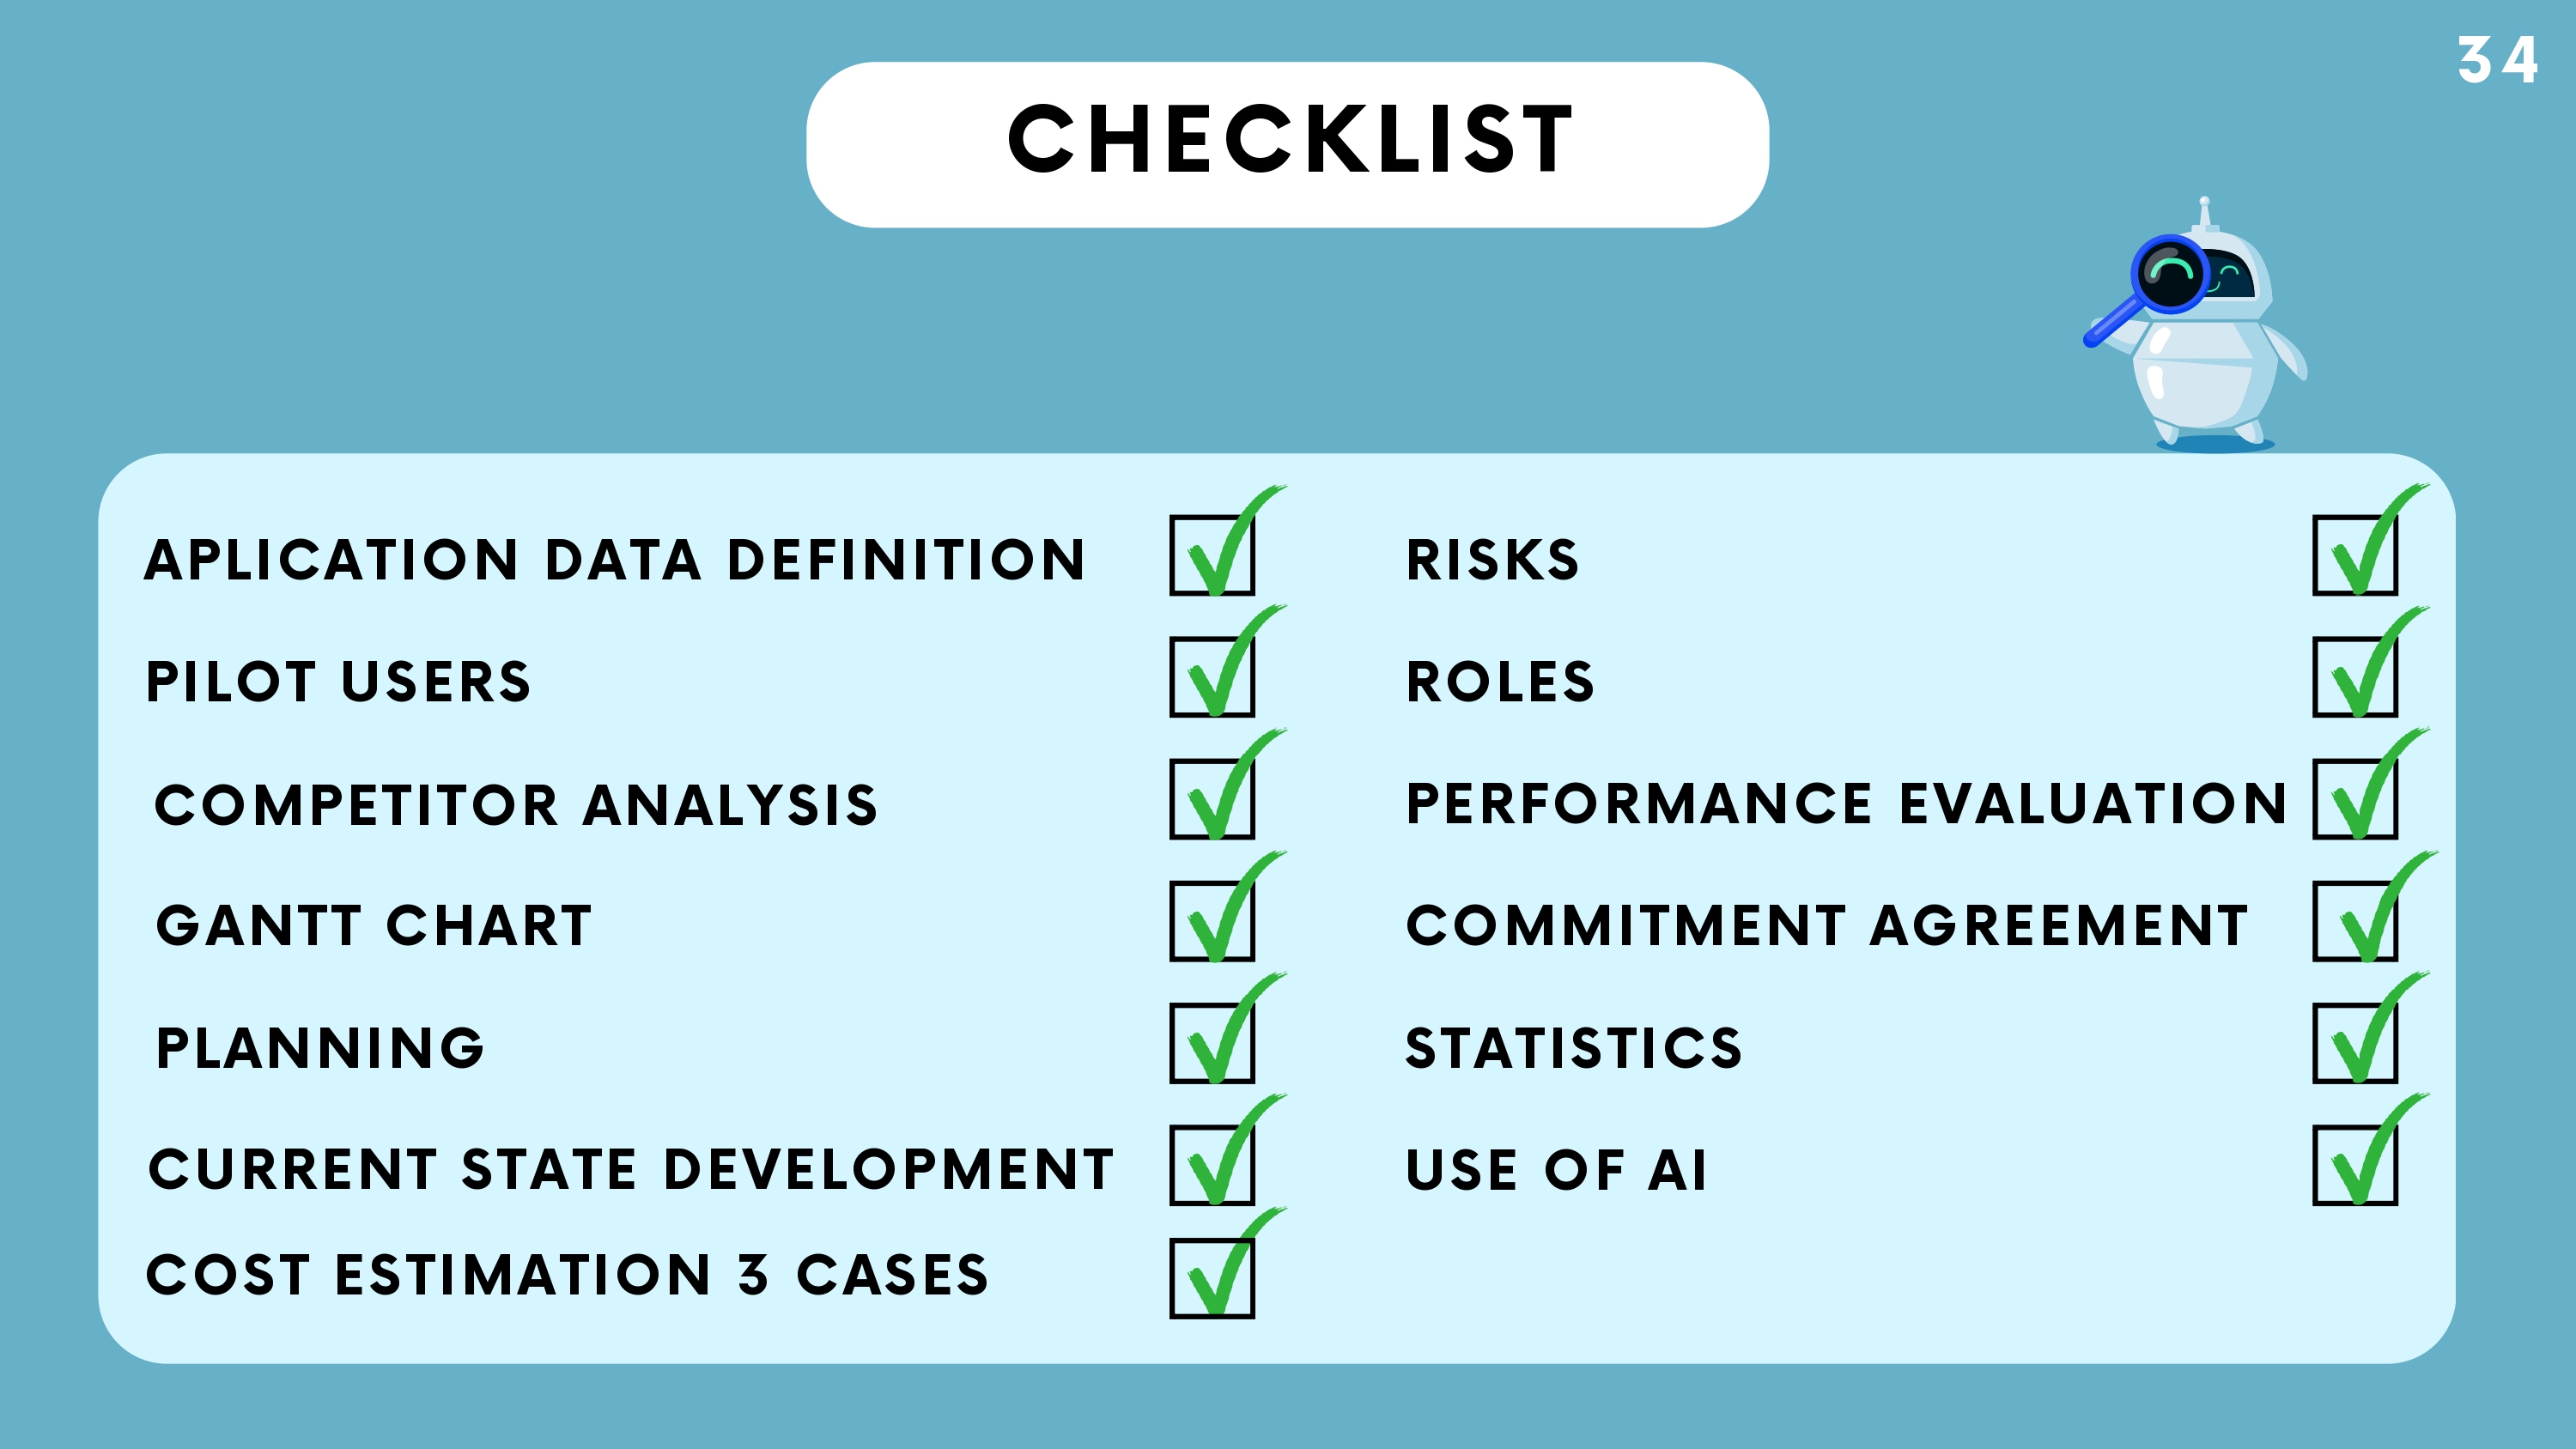 34
CHECKLIST
APLICATION DATA DEFINITION
PILOT USERS
COMPETITOR ANALYSIS
GANTT CHART
PLANNING
CURRENT STATE DEVELOPMENT
COST ESTIMATION 3 CASES
RISKS
ROLES
PERFORMANCE EVALUATION
COMMITMENT AGREEMENT
STATISTICS
USE OF AI